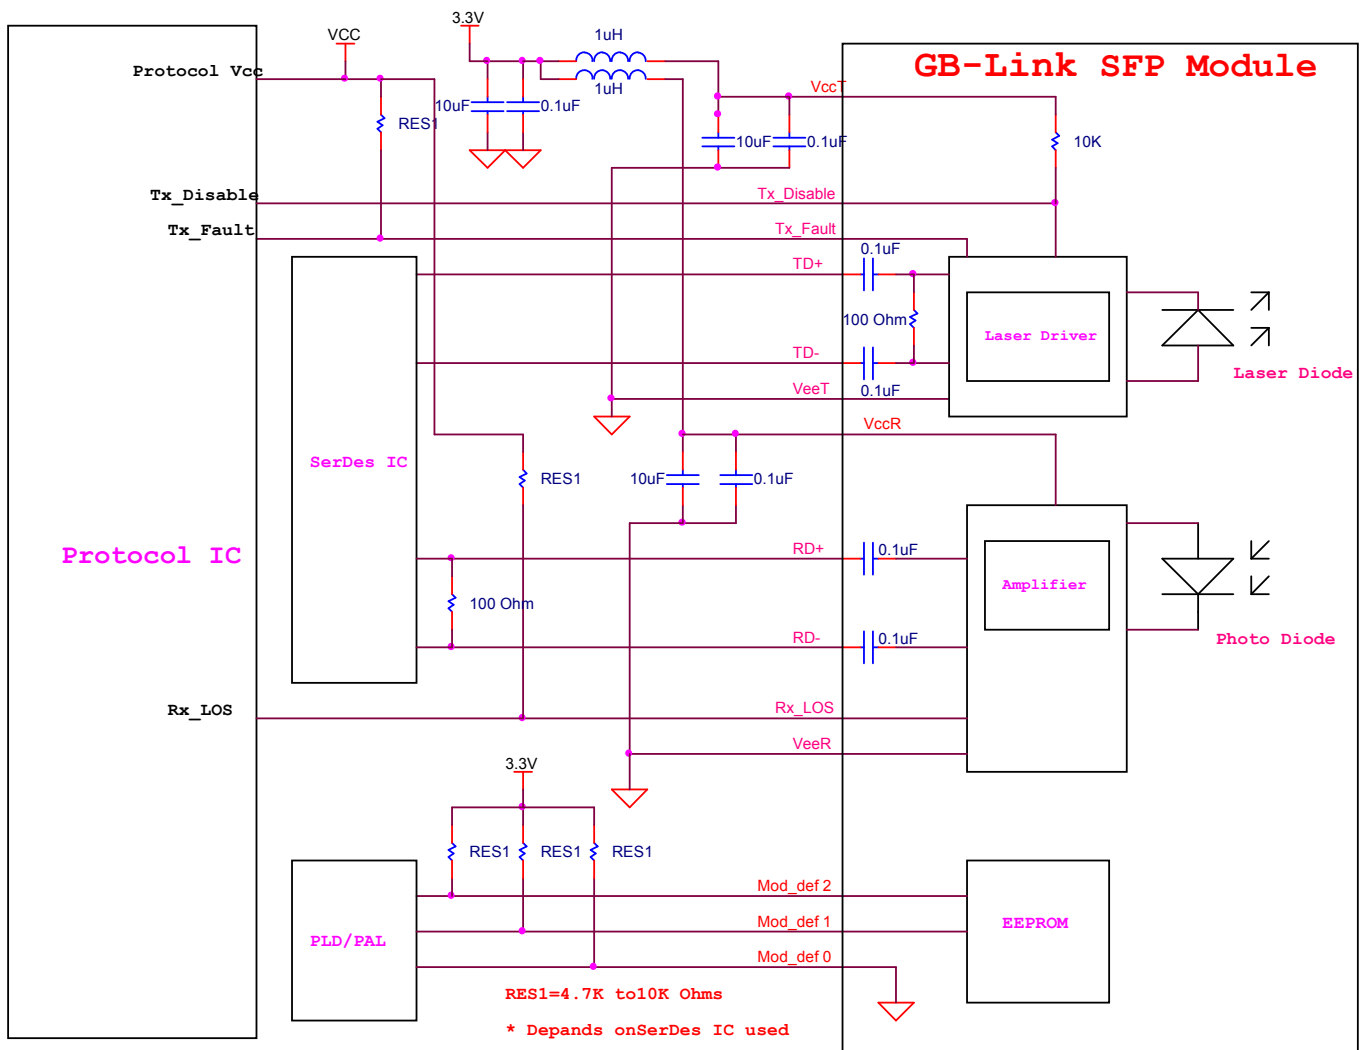 3.3V
VCC
1uH
GB-Link SFP Module
Protocol Vcc
1uH
VccT
10uF
0.1uF
RES1
10uF
0.1uF
10K
Tx_Disable
Tx_Disable
Tx_Fault
Tx_Fault
0.1uF
TD+
100 Ohm
Laser Driver
TD-
Laser Diode
VeeT
0.1uF
VccR
SerDes IC
RES1
10uF
0.1uF
Protocol IC
RD+
0.1uF
Amplifier
100 Ohm
RD-
0.1uF
Photo Diode
Rx_LOS
Rx_LOS
VeeR
3.3V
RES1
RES1
RES1
Mod_def 2
PLD/PAL
Mod_def 1
EEPROM
Mod_def 0
RES1=4.7K to10K Ohms
* Depands onSerDes IC used